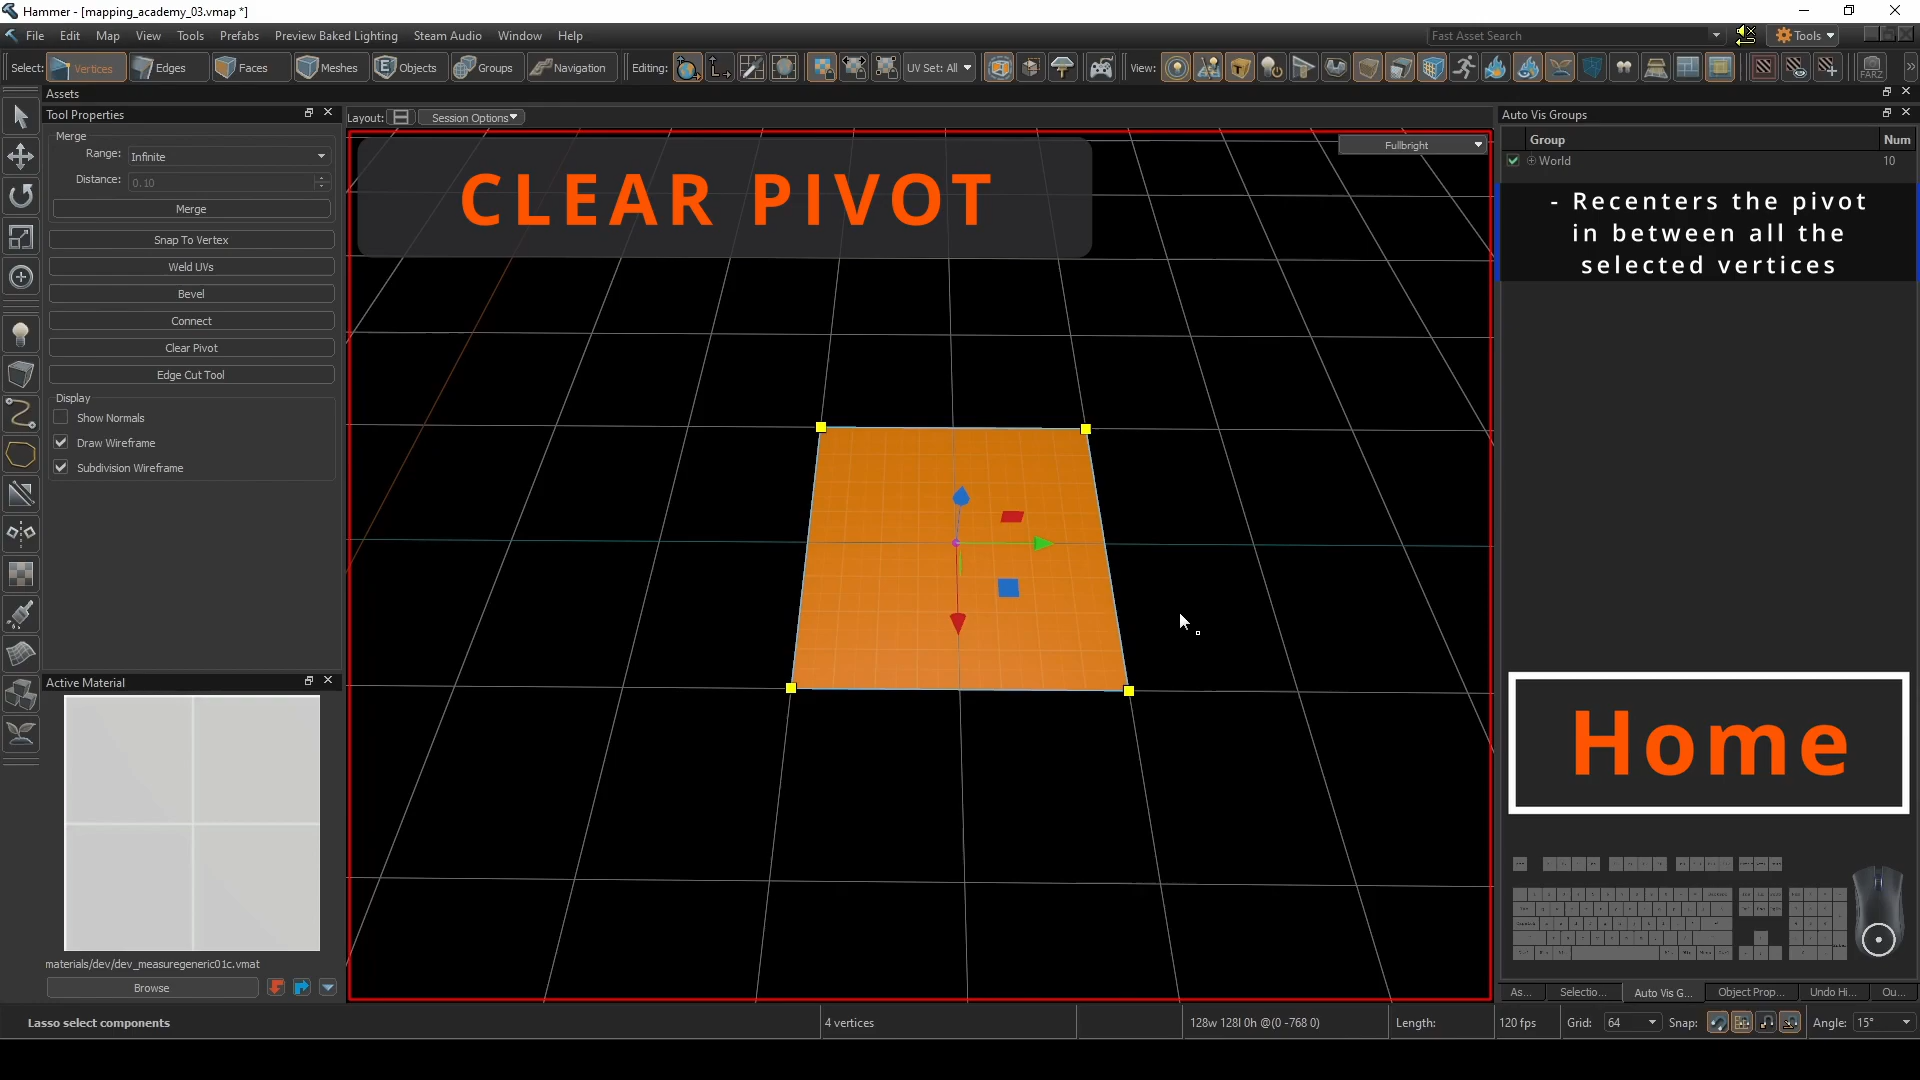 Hammer - [mapping_academy_03.vmap *]
File Edit Map View Tools Prefabs Preview Baked Lighting Steam Audio Window Help
Fast Asset Search
Tools
Select: Vertices Edges Faces Meshes Objects Groups Navigation Editing: UV Set: All View: FARZ
Assets
Tool Properties
Merge
Range: Infinite
Distance: 0.10
Merge
Snap To Vertex
Weld UVs
Bevel
Connect
Clear Pivot
Edge Cut Tool
Display
Show Normals
Draw Wireframe
Subdivision Wireframe
Active Material
materials/dev/dev_measuregeneric01c.vmat
Browse
Layout: Session Options
Fullbright
CLEAR PIVOT
Auto Vis Groups
Group Num
World 10
- Recenters the pivot
in between all the
selected vertices
Home
As... Selectio... Auto Vis G... Object Prop... Undo Hi... Ou...
Lasso select components 4 vertices 128w 128l 0h @(0 -768 0) Length: 120 fps Grid: 64 Snap: Angle: 15°